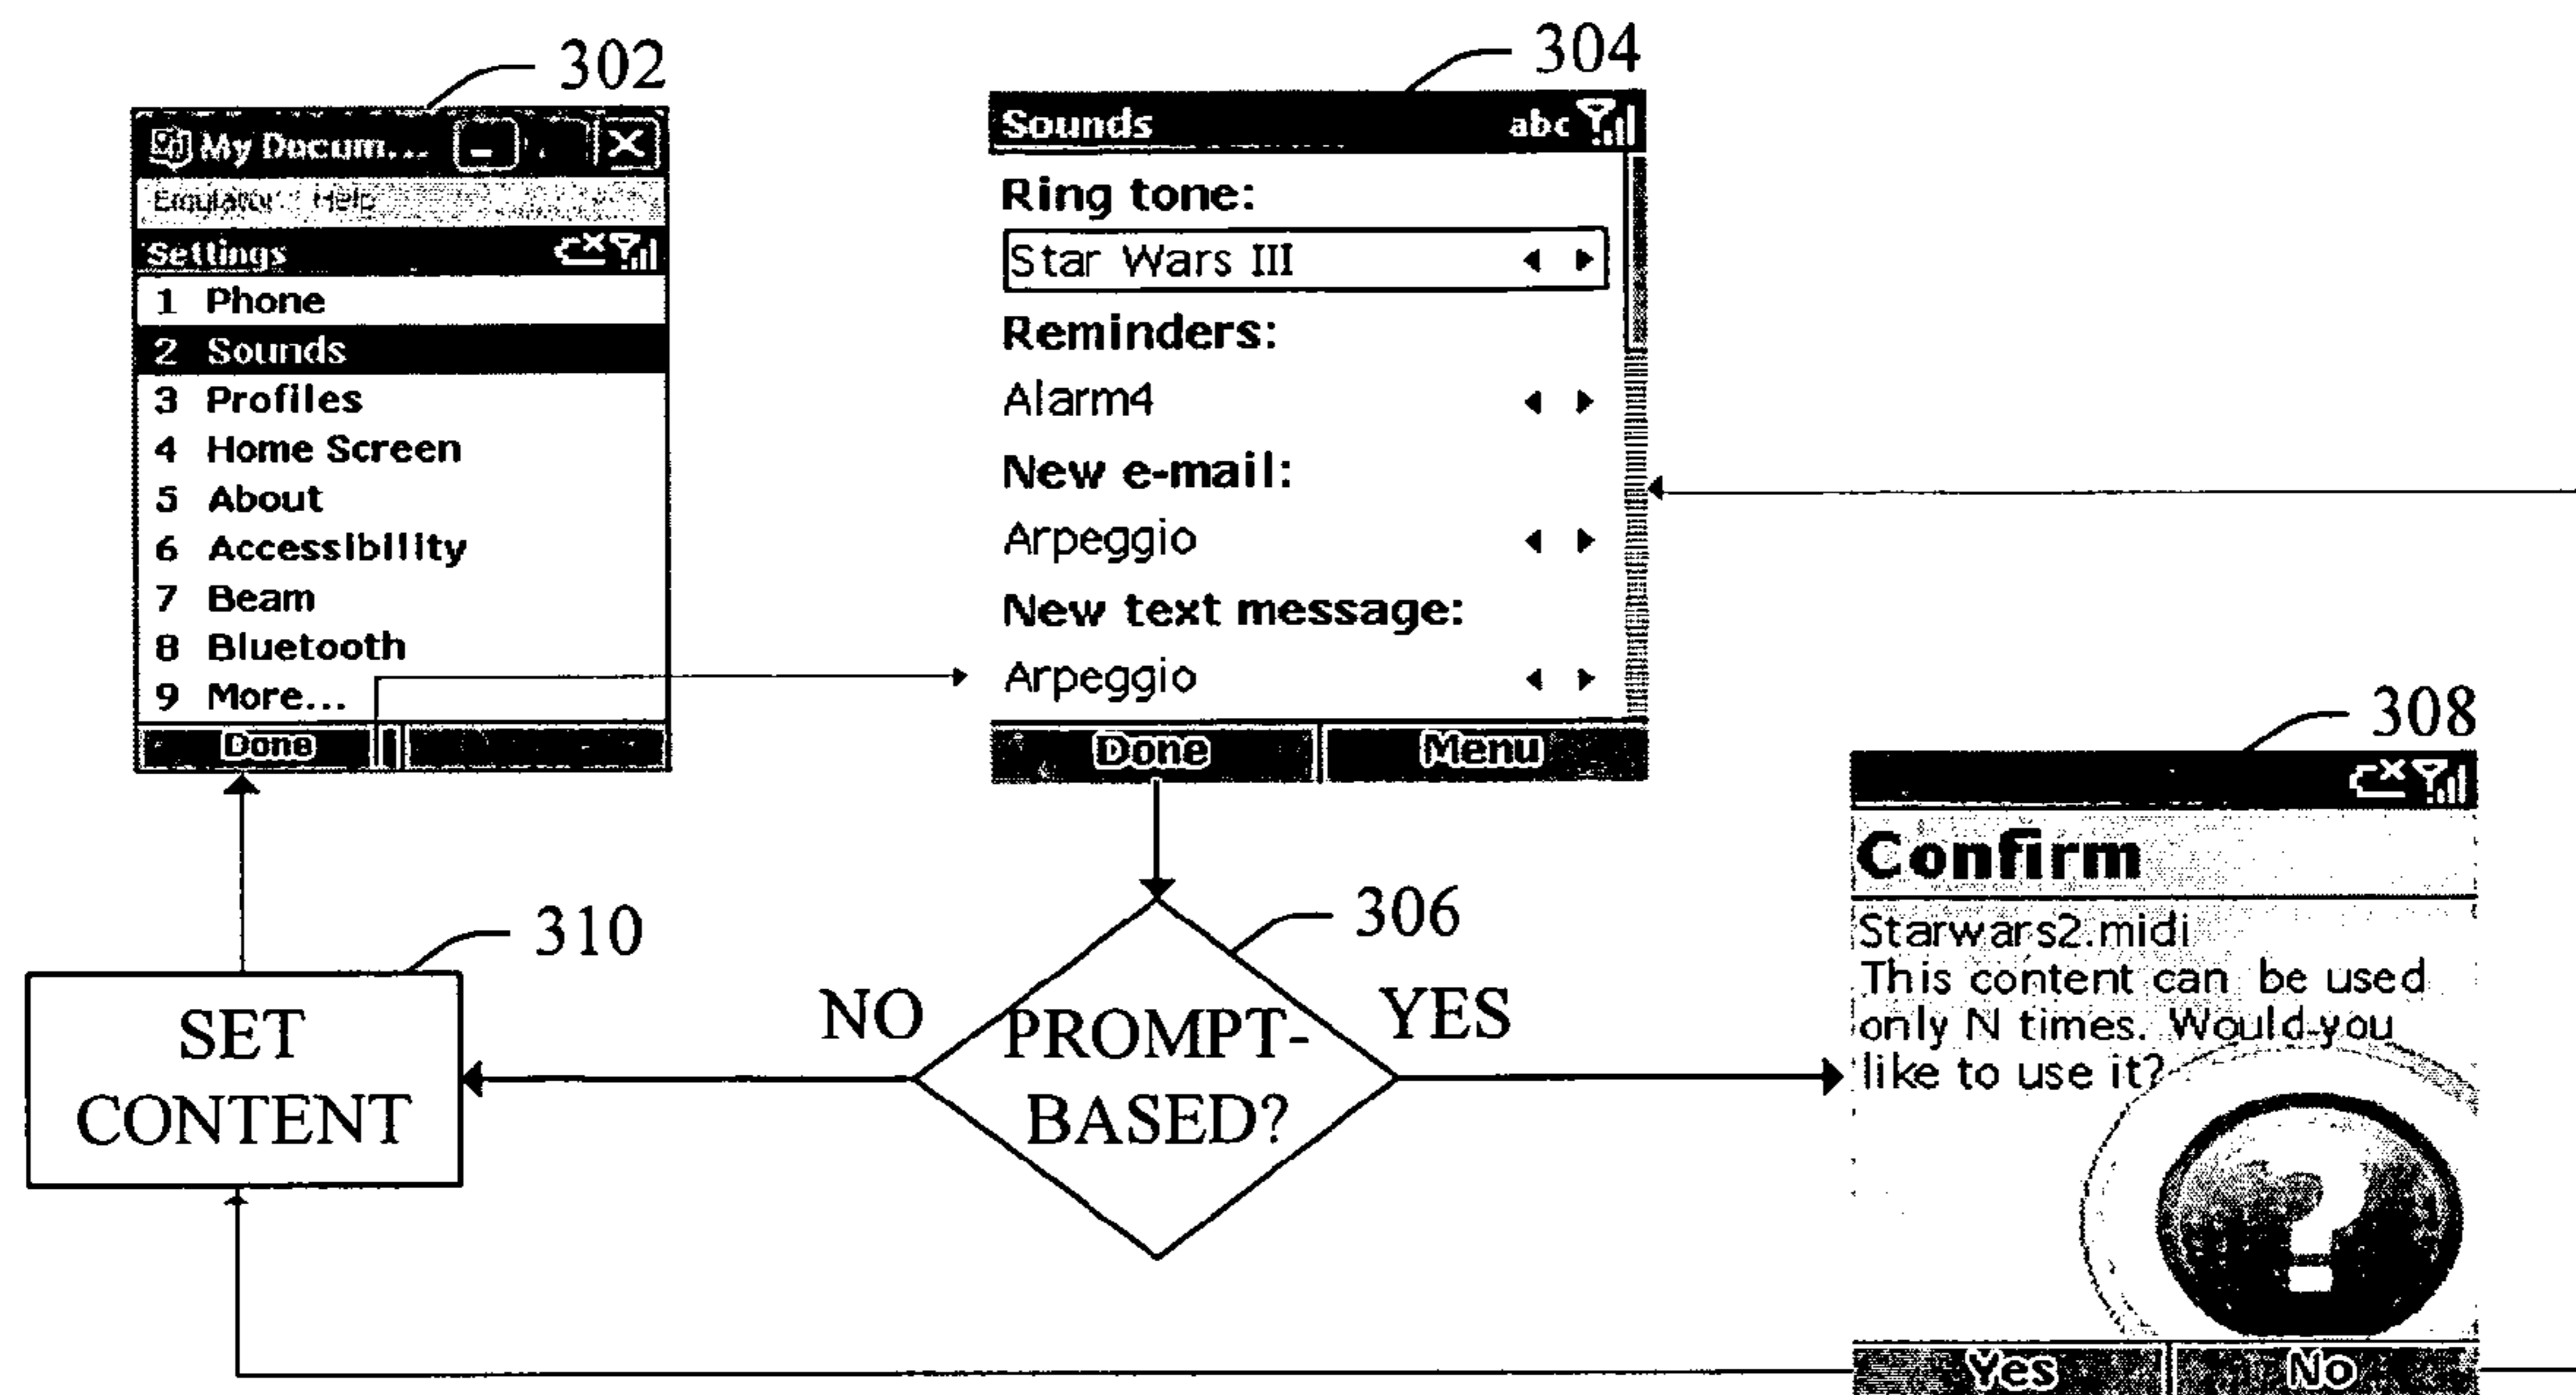 302
My Docum...
Emulator Help
Settings
1 Phone
2 Sounds
3 Profiles
4 Home Screen
5 About
6 Accessibility
7 Beam
8 Bluetooth
9 More...
Done
304
Sounds abc
Ring tone:
Star Wars III
Reminders:
Alarm4
New e-mail:
Arpeggio
New text message:
Arpeggio
Done Menu
306
PROMPT-
BASED?
NO
YES
308
Confirm
Starwars2.midi
This content can be used
only N times. Would you
like to use it?
Yes No
310
SET
CONTENT